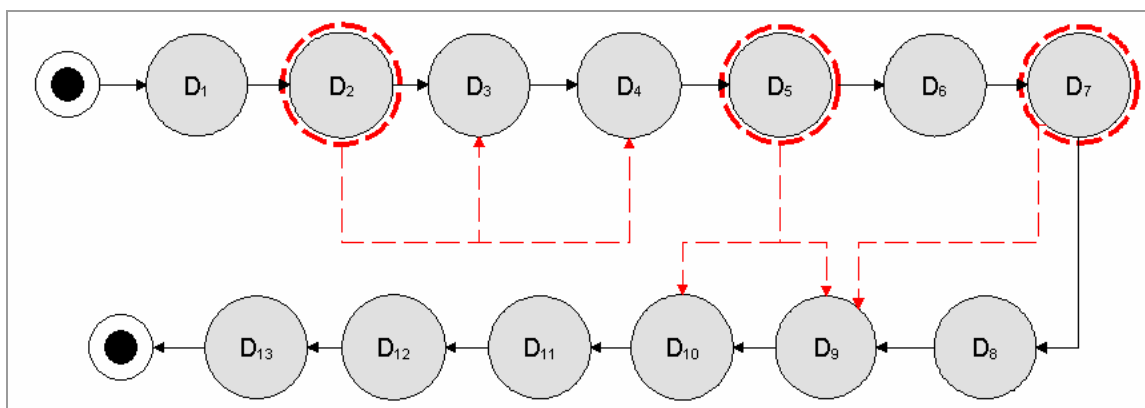 D₁ D₂ D₃ D₄ D₅ D₆ D₇
D₁₃ D₁₂ D₁₁ D₁₀ D₉ D₈